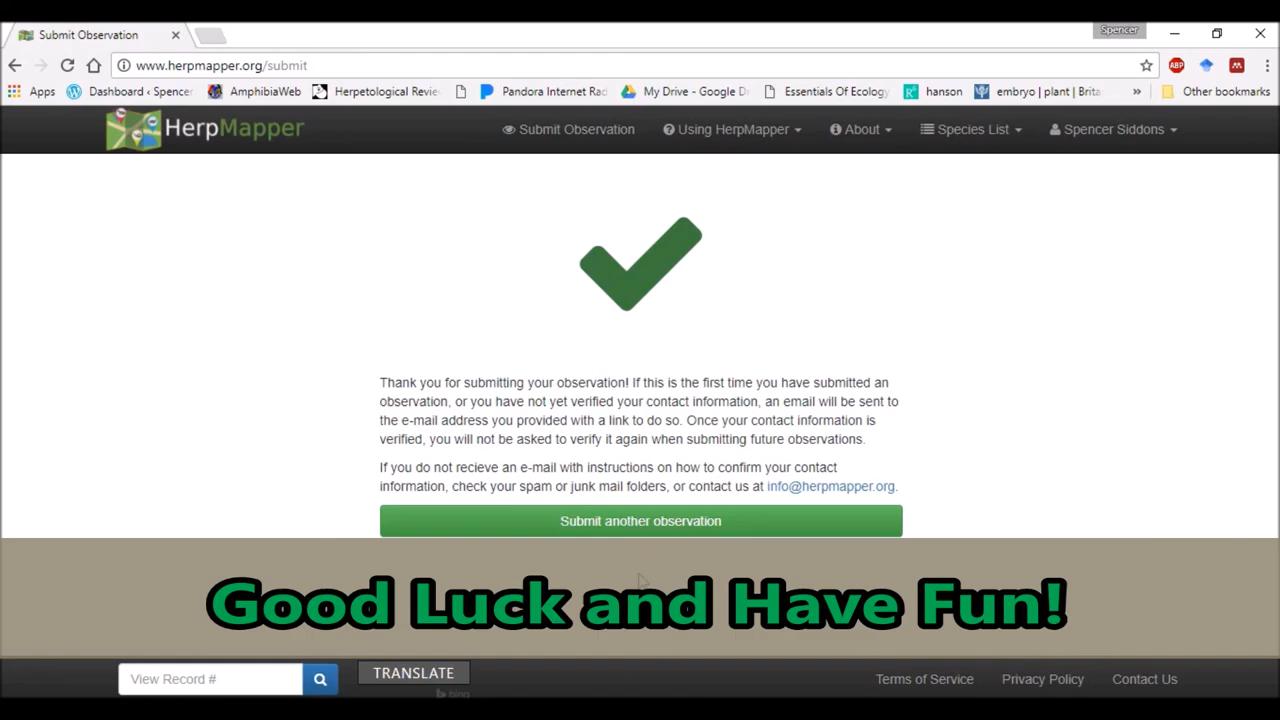 Submit Observation
Spencer
www.herpmapper.org/submit
ABP
Apps Dashboard ‹ Spencer AmphibiaWeb Herpetological Revie Pandora Internet Rad My Drive - Google Dr Essentials Of Ecology hanson embryo | plant | Brita » Other bookmarks
HerpMapper Submit Observation Using HerpMapper About Species List Spencer Siddons
Thank you for submitting your observation! If this is the first time you have submitted an
observation, or you have not yet verified your contact information, an email will be sent to
the e-mail address you provided with a link to do so. Once your contact information is
verified, you will not be asked to verify it again when submitting future observations.
If you do not recieve an e-mail with instructions on how to confirm your contact
information, check your spam or junk mail folders, or contact us at info@herpmapper.org.
Submit another observation
Good Luck and Have Fun!
View Record # TRANSLATE Terms of Service Privacy Policy Contact Us
bing